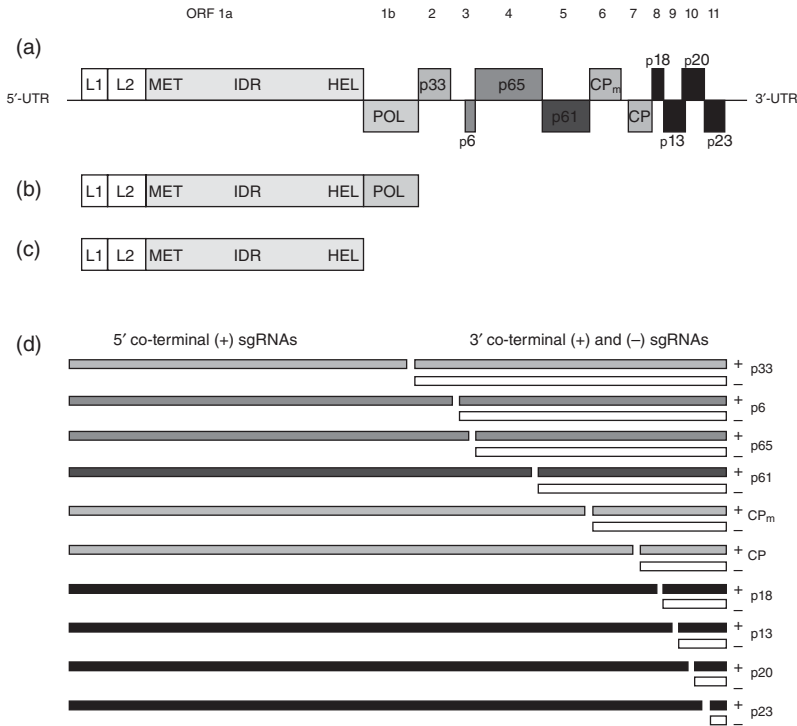 ORF 1a 1b 2 3 4 5 6 7 8 9 10 11
(a)
p18 p20
L1 L2 MET IDR HEL p33 p65 CPm
5′-UTR 3′-UTR
POL p61 CP
p6 p13 p23
(b) L1 L2 MET IDR HEL POL
(c) L1 L2 MET IDR HEL
(d) 5′ co-terminal (+) sgRNAs 3′ co-terminal (+) and (–) sgRNAs
+ p33
–
+ p6
–
+ p65
–
+ p61
–
+ CPm
–
+ CP
–
+ p18
–
+ p13
–
+ p20
–
+ p23
–